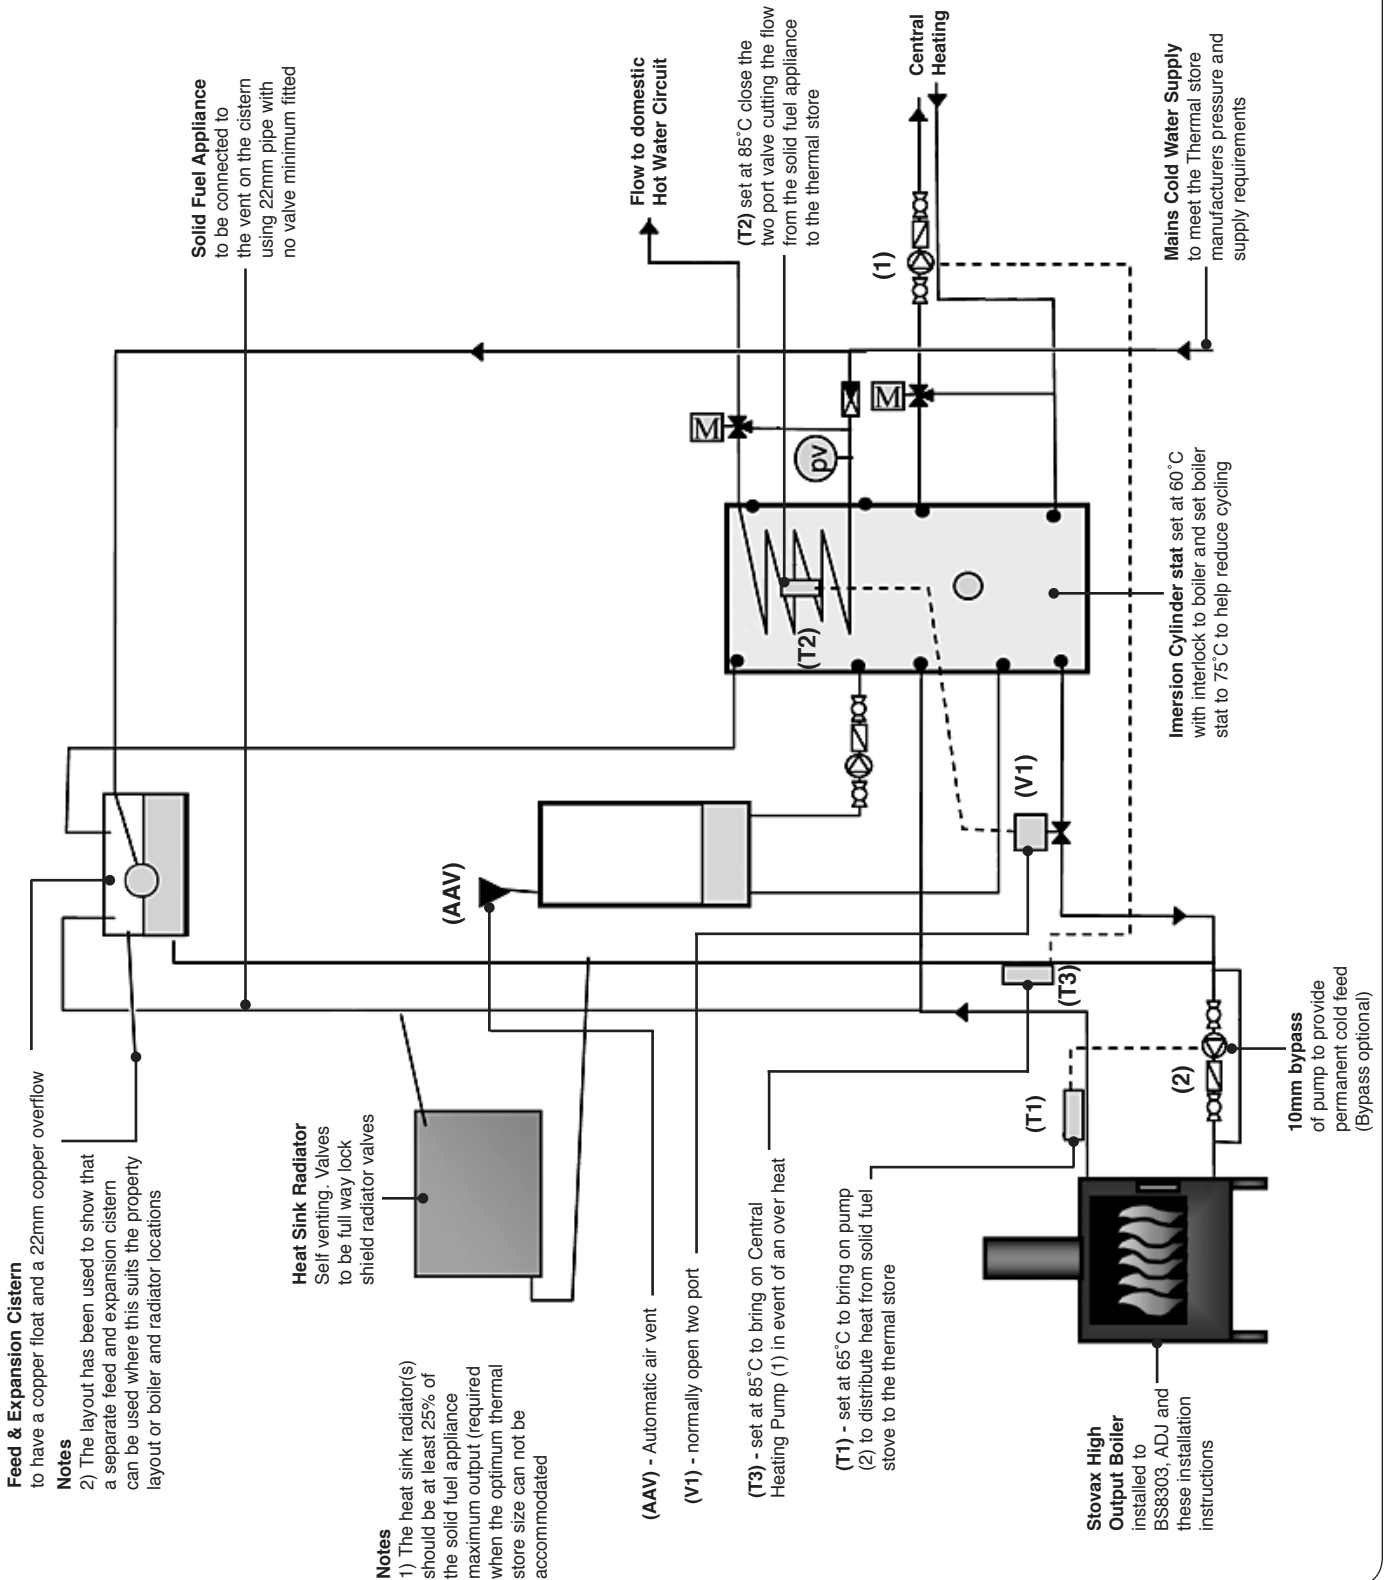 Feed & Expansion Cistern
to have a copper float and a 22mm copper overflow
Notes
2) The layout has been used to show that
a separate feed and expansion cistern
can be used where this suits the property
layout or boiler and radiator locations
Solid Fuel Appliance
to be connected to
the vent on the cistern
using 22mm pipe with
no valve minimum fitted
Heat Sink Radiator
Self venting. Valves
to be full way lock
shield radiator valves
Notes
1) The heat sink radiator(s)
should be at least 25% of
the solid fuel appliance
maximum output (required
when the optimum thermal
store size can not be
accommodated
(AAV)
(AAV) - Automatic air vent
(V1) - normally open two port
(T3) - set at 85˚C to bring on Central
Heating Pump (1) in event of an over heat
(T1) - set at 65˚C to bring on pump
(2) to distribute heat from solid fuel
stove to the thermal store
Stovax High
Output Boiler
installed to
BS8303, ADJ and
these installation
instructions
Flow to domestic
Hot Water Circuit
(T2) set at 85˚C close the
two port valve cutting the flow
from the solid fuel appliance
to the thermal store
Central
Heating
(1)
M
M
pv
(T2)
(V1)
(T3)
(T1)
(2)
Mains Cold Water Supply
to meet the Thermal store
manufacturers pressure and
supply requirements
Imersion Cylinder stat set at 60˚C
with interlock to boiler and set boiler
stat to 75˚C to help reduce cycling
10mm bypass
of pump to provide
permanent cold feed
(Bypass optional)